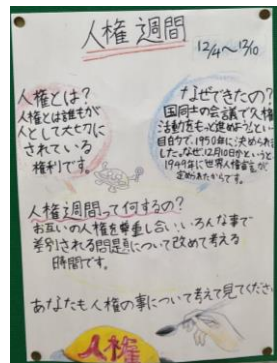 人権週間
12/4~12/10
人権とは?
人権とは誰もが
人として大切に
されている
権利です。
なぜできたの?
国同士の会議で人権
活動をもっと進めようという
目的で、1950年に決められま
した。なぜ、12月10日かというと
1949年に世界人権宣言が
定められたからです。
人権週間って何するの?
お互いの人権を尊重し合い、いろんな事で
差別される問題について改めて考える
時間です。
あなたも人権の事について考えて見てくださ
人権